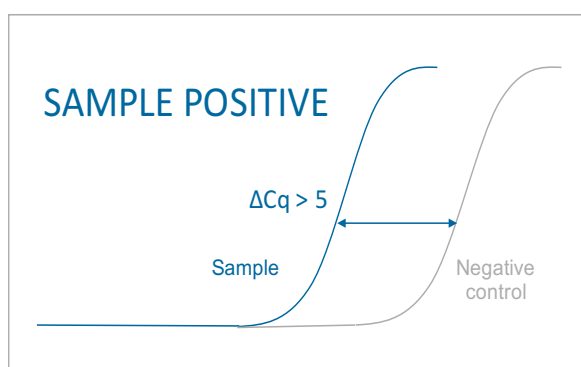 SAMPLE POSITIVE
ΔCq > 5
Sample
Negative
control